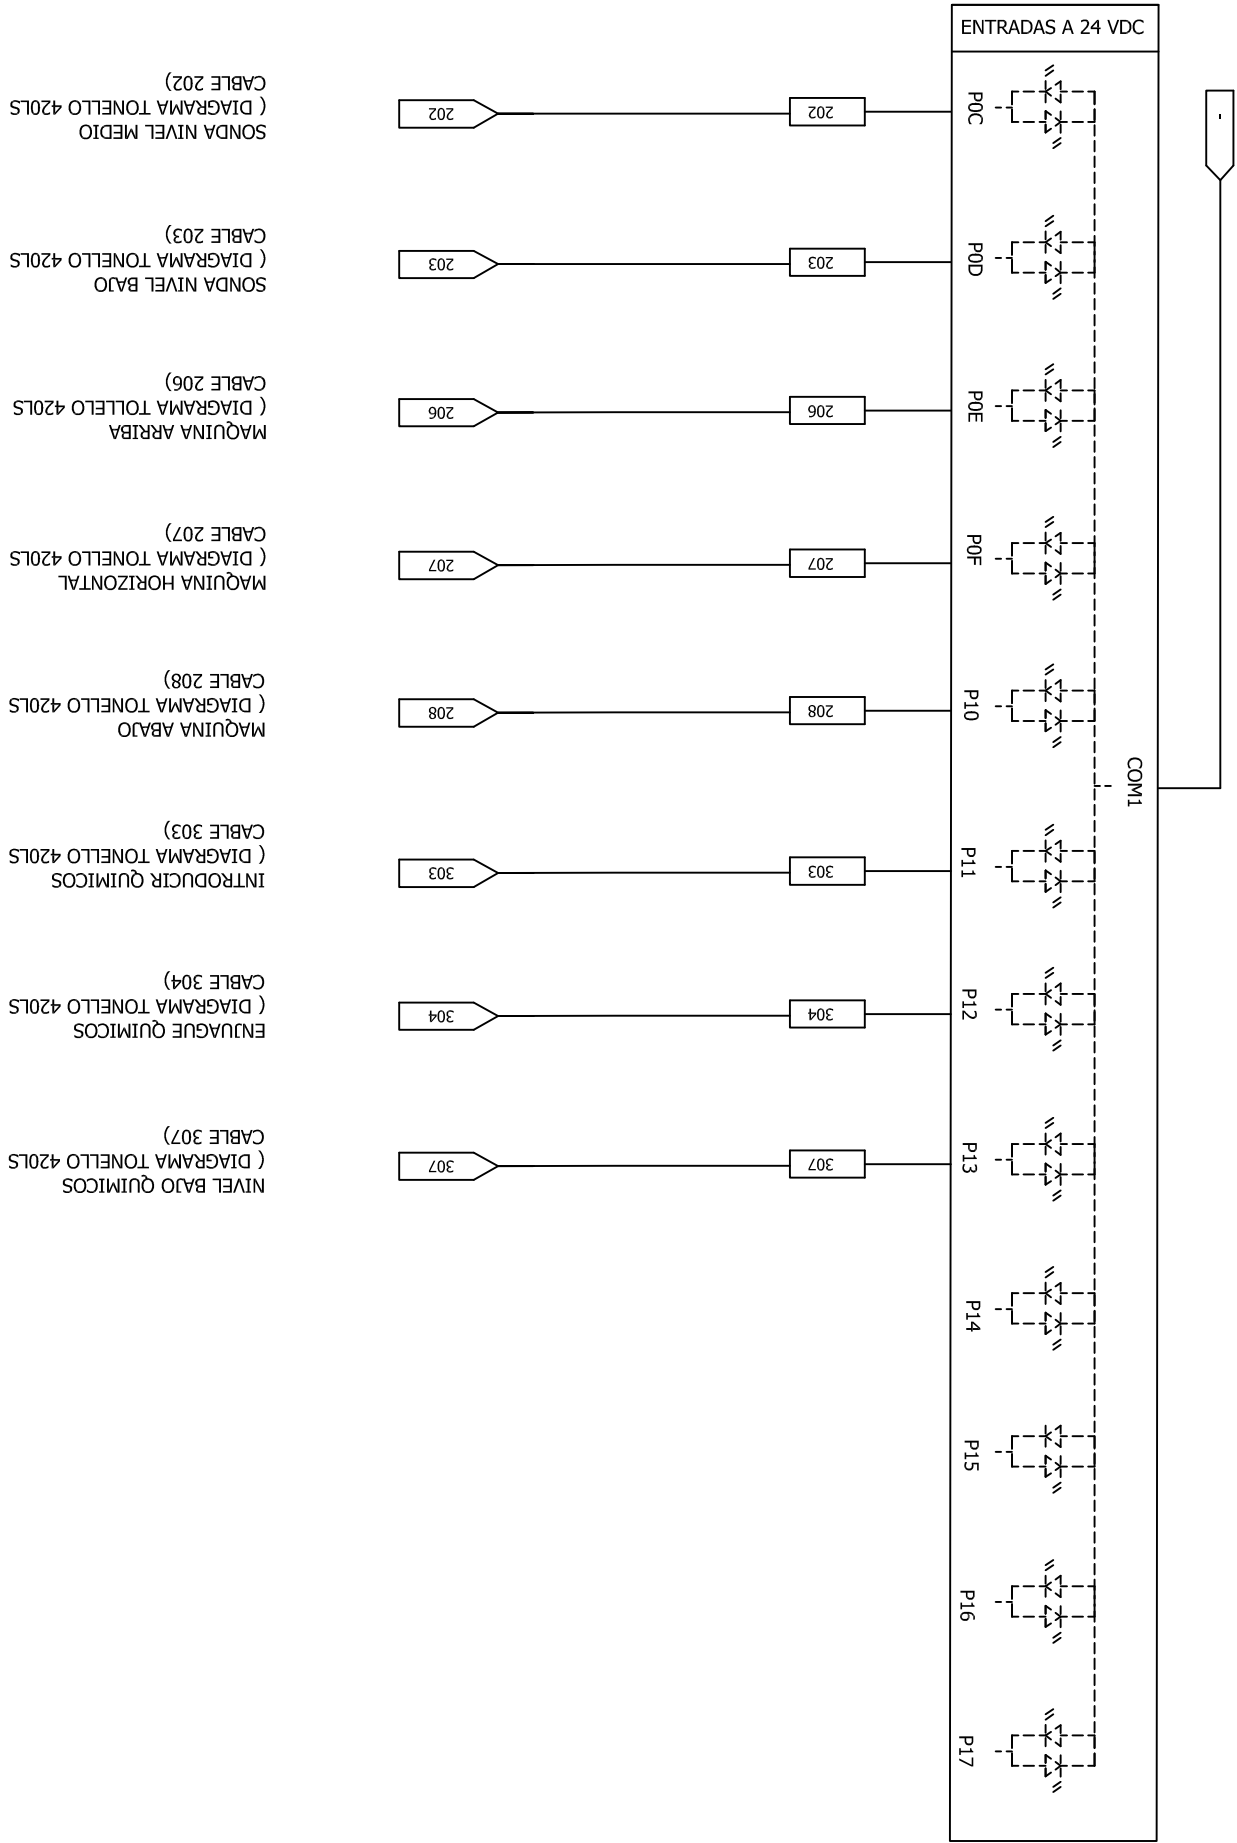 ENTRADAS A 24 VDC
SONDA NIVEL MEDIO
( DIAGRAMA TONELLO 420LS
CABLE 202)
202
202
P0C
-
SONDA NIVEL BAJO
( DIAGRAMA TONELLO 420LS
CABLE 203)
203
203
P0D
MAQUINA ARRIBA
( DIAGRAMA TOLLELO 420LS
CABLE 206)
206
206
P0E
MAQUINA HORIZONTAL
( DIAGRAMA TONELLO 420LS
CABLE 207)
207
207
P0F
MAQUINA ABAJO
( DIAGRAMA TONELLO 420LS
CABLE 208)
208
208
P10
COM1
INTRODUCIR QUIMICOS
( DIAGRAMA TONELLO 420LS
CABLE 303)
303
303
P11
ENJUAGUE QUIMICOS
( DIAGRAMA TONELLO 420LS
CABLE 304)
304
304
P12
NIVEL BAJO QUIMICOS
( DIAGRAMA TONELLO 420LS
CABLE 307)
307
307
P13
P14
P15
P16
P17